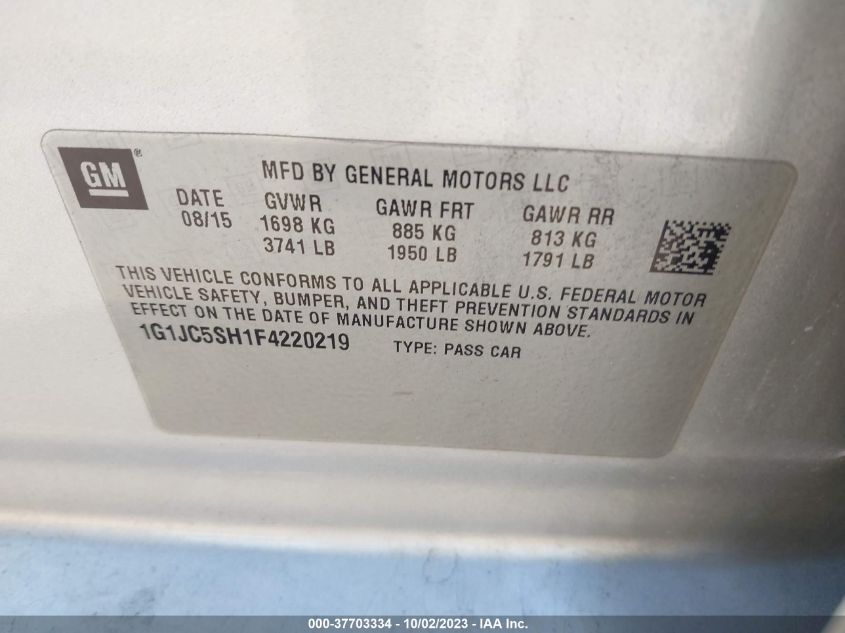 GM®
MFD BY GENERAL MOTORS LLC
DATE GVWR GAWR FRT GAWR RR
08/15 1698 KG 885 KG 813 KG
3741 LB 1950 LB 1791 LB
THIS VEHICLE CONFORMS TO ALL APPLICABLE U.S. FEDERAL MOTOR
VEHICLE SAFETY, BUMPER, AND THEFT PREVENTION STANDARDS IN
EFFECT ON THE DATE OF MANUFACTURE SHOWN ABOVE.
1G1JC5SH1F4220219 TYPE: PASS CAR
000-37703334 - 10/02/2023 - IAA Inc.